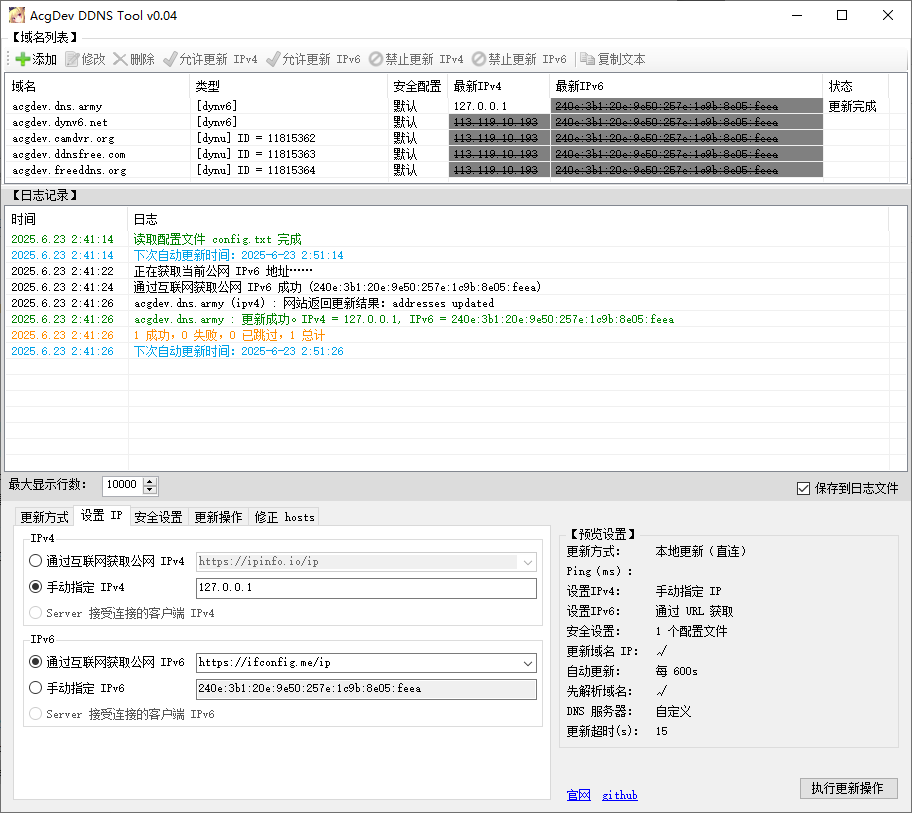 AcgDev DDNS Tool v0.04
【域名列表】
添加 修改 删除 允许更新 IPv4 允许更新 IPv6 禁止更新 IPv4 禁止更新 IPv6 复制文本
域名 类型 安全配置 最新IPv4 最新IPv6 状态
acgdev.dns.army [dynv6] 默认 127.0.0.1 240e:3b1:20e:9e50:257e:1c9b:8e05:feea 更新完成
acgdev.dynv6.net [dynv6] 默认 113.119.10.193 240e:3b1:20e:9e50:257e:1c9b:8e05:feea
acgdev.camdvr.org [dynu] ID = 11815362 默认 113.119.10.193 240e:3b1:20e:9e50:257e:1c9b:8e05:feea
acgdev.ddnsfree.com [dynu] ID = 11815363 默认 113.119.10.193 240e:3b1:20e:9e50:257e:1c9b:8e05:feea
acgdev.freeddns.org [dynu] ID = 11815364 默认 113.119.10.193 240e:3b1:20e:9e50:257e:1c9b:8e05:feea
【日志记录】
时间 日志
2025.6.23 2:41:14 读取配置文件 config.txt 完成
2025.6.23 2:41:14 下次自动更新时间: 2025-6-23 2:51:14
2025.6.23 2:41:22 正在获取当前公网 IPv6 地址……
2025.6.23 2:41:24 通过互联网获取公网 IPv6 成功 (240e:3b1:20e:9e50:257e:1c9b:8e05:feea)
2025.6.23 2:41:26 acgdev.dns.army (ipv4) : 网站返回更新结果: addresses updated
2025.6.23 2:41:26 acgdev.dns.army : 更新成功。IPv4 = 127.0.0.1, IPv6 = 240e:3b1:20e:9e50:257e:1c9b:8e05:feea
2025.6.23 2:41:26 1 成功，0 失败，0 已跳过，1 总计
2025.6.23 2:41:26 下次自动更新时间: 2025-6-23 2:51:26
最大显示行数: 10000 保存到日志文件
更新方式 设置 IP 安全设置 更新操作 修正 hosts
IPv4
通过互联网获取公网 IPv4 https://ipinfo.io/ip
手动指定 IPv4 127.0.0.1
Server 接受连接的客户端 IPv4
IPv6
通过互联网获取公网 IPv6 https://ifconfig.me/ip
手动指定 IPv6 240e:3b1:20e:9e50:257e:1c9b:8e05:feea
Server 接受连接的客户端 IPv6
【预览设置】
更新方式: 本地更新（直连）
Ping(ms):
设置IPv4: 手动指定 IP
设置IPv6: 通过 URL 获取
安全设置: 1 个配置文件
更新域名 IP: √
自动更新: 每 600s
先解析域名: √
DNS 服务器: 自定义
更新超时(s): 15
官网 github
执行更新操作